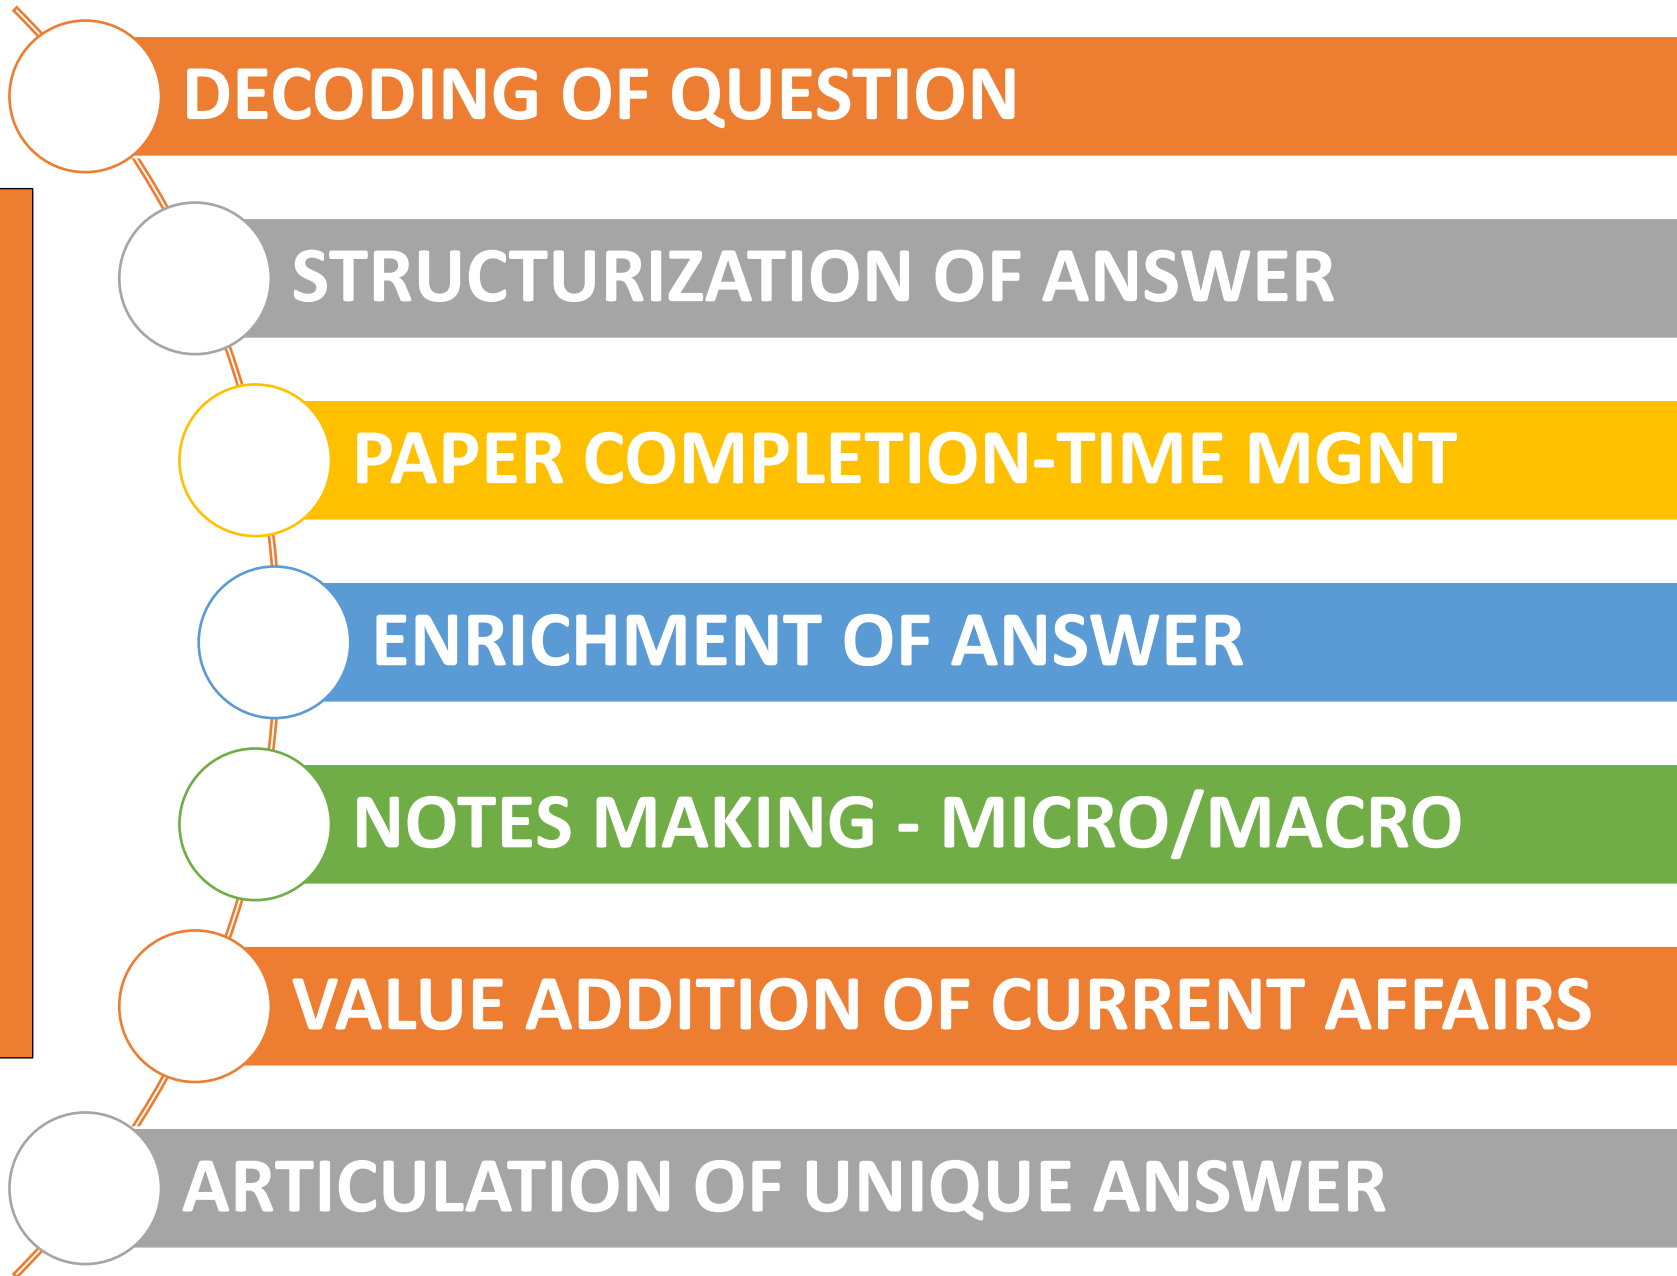 DECODING OF QUESTION
STRUCTURIZATION OF ANSWER
PAPER COMPLETION-TIME MGNT
ENRICHMENT OF ANSWER
NOTES MAKING - MICRO/MACRO
VALUE ADDITION OF CURRENT AFFAIRS
ARTICULATION OF UNIQUE ANSWER